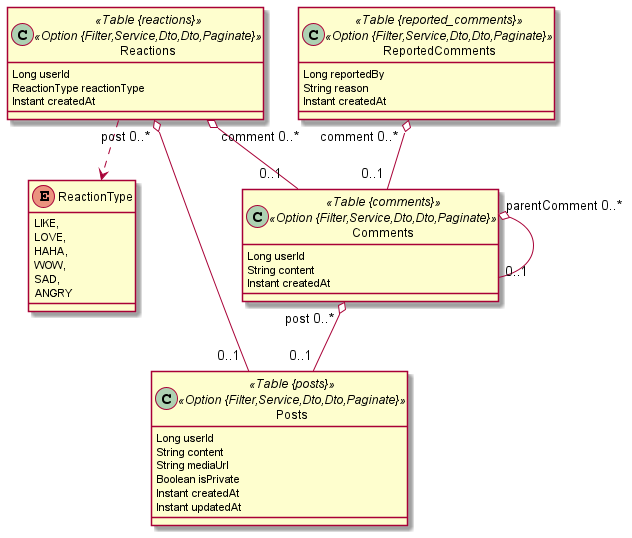 «Table {reactions}»
«Option {Filter,Service,Dto,Dto,Paginate}»
C
Reactions
Long userId
ReactionType reactionType
Instant createdAt
«Table {reported_comments}»
«Option {Filter,Service,Dto,Dto,Paginate}»
C
ReportedComments
Long reportedBy
String reason
Instant createdAt
post 0..*
comment 0..*
comment 0..*
0..1
0..1
E
ReactionType
LIKE,
LOVE,
HAHA,
WOW,
SAD,
ANGRY
«Table {comments}»
«Option {Filter,Service,Dto,Dto,Paginate}»
C
Comments
Long userId
String content
Instant createdAt
parentComment 0..*
0..1
post 0..*
0..1
0..1
«Table {posts}»
«Option {Filter,Service,Dto,Dto,Paginate}»
C
Posts
Long userId
String content
String mediaUrl
Boolean isPrivate
Instant createdAt
Instant updatedAt